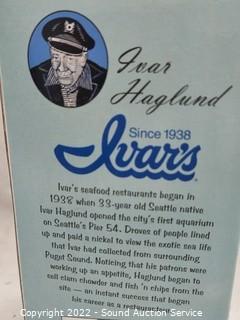 Ivar
Haglund
Since 1938
Ivar's
Ivar's seafood restaurants began in
1938 when 33-year old Seattle native
Ivar Haglund opened the city's first aquarium
on Seattle's Pier 54. Droves of people lined
up and paid a nickel to view the exotic sea life
that Ivar had collected from surrounding
Puget Sound. Noticing that his patrons were
working up an appetite, Haglund began to
sell clam chowder and fish 'n chips from the
site — an instant success that began
his career as a restaurateur
Copyright 2022 - Sound Auction Service